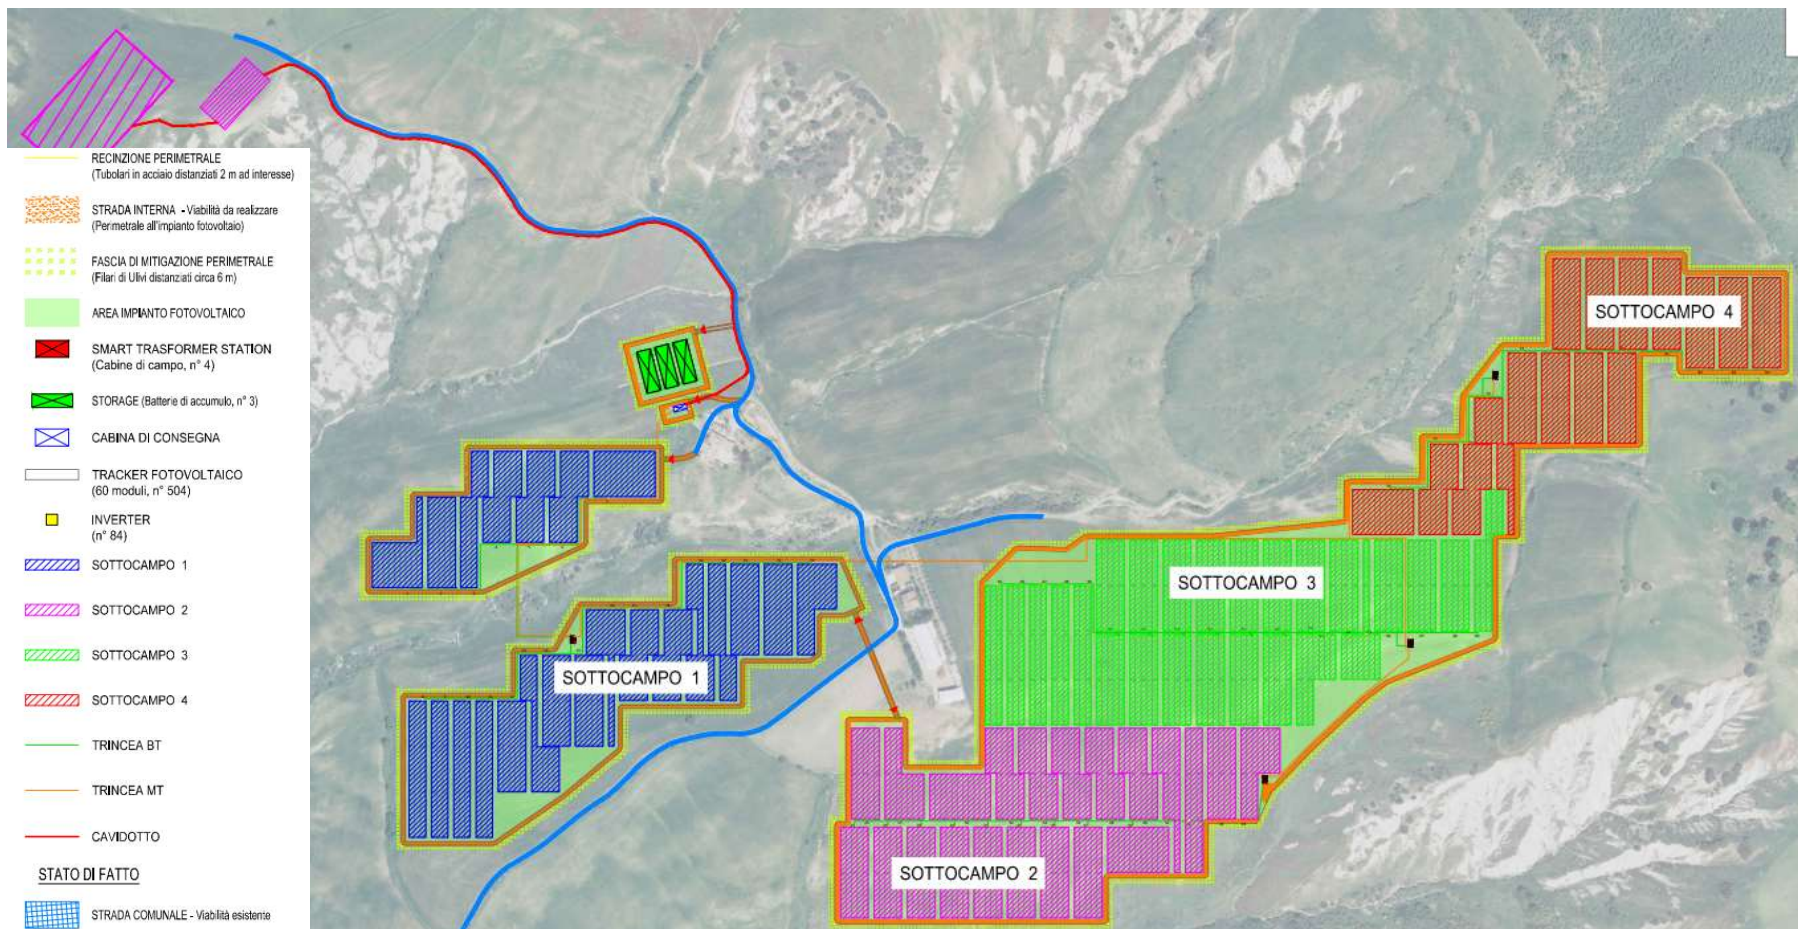 RECINZIONE PERIMETRALE
(Tubolari in acciaio distanziati 2 m ad interesse)
STRADA INTERNA - Viabilità da realizzare
(Perimetrale all'impianto fotovoltaio)
FASCIA DI MITIGAZIONE PERIMETRALE
(Filari di Ulivi distanziati circa 6 m)
AREA IMPIANTO FOTOVOLTAICO
SMART TRASFORMER STATION
(Cabine di campo, n° 4)
STORAGE (Batterie di accumulo, n° 3)
CABINA DI CONSEGNA
TRACKER FOTOVOLTAICO
(60 moduli, n° 504)
INVERTER
(n° 84)
SOTTOCAMPO 1
SOTTOCAMPO 2
SOTTOCAMPO 3
SOTTOCAMPO 4
TRINCEA BT
TRINCEA MT
CAVIDOTTO
STATO DI FATTO
STRADA COMUNALE - Viabilità esistente
SOTTOCAMPO 4
SOTTOCAMPO 3
SOTTOCAMPO 1
SOTTOCAMPO 2